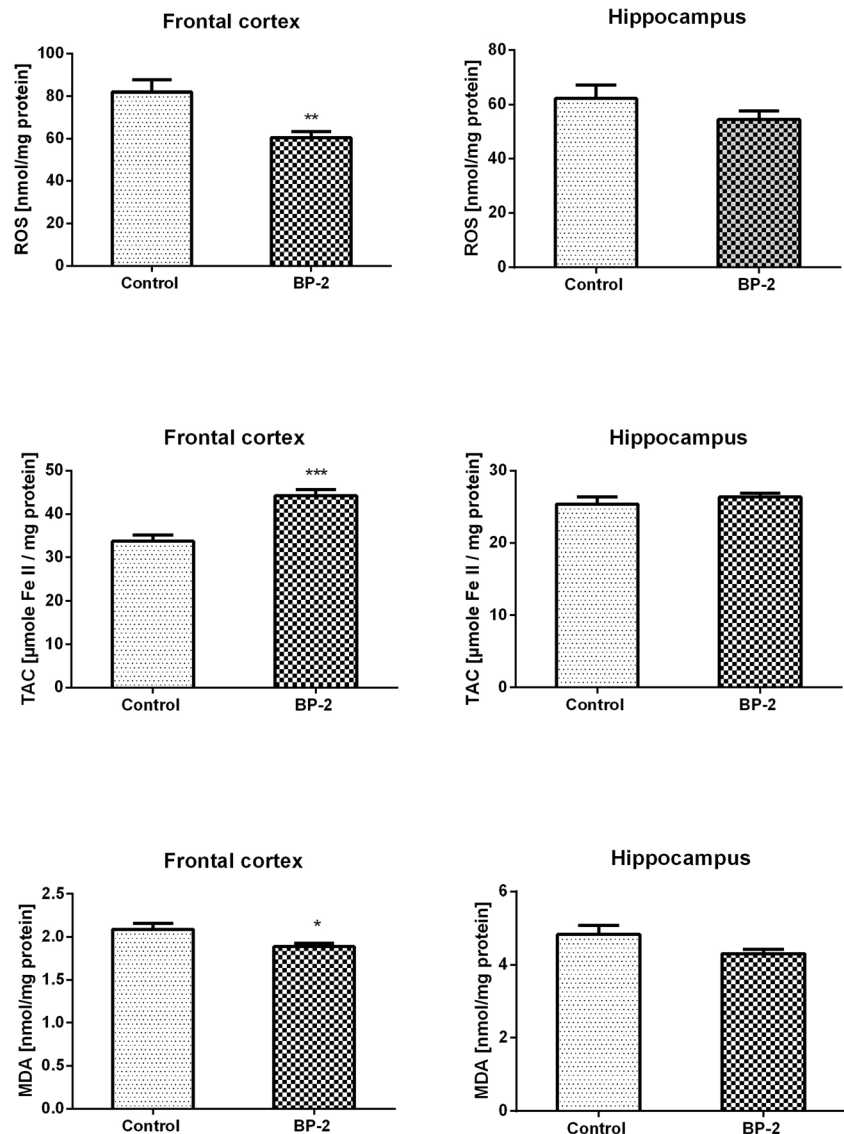 Frontal cortex
ROS [nmol/mg protein]
100
80
60
40
20
0
**
Control
BP-2
Hippocampus
ROS [nmol/mg protein]
80
60
40
20
0
Control
BP-2
Frontal cortex
TAC [µmole Fe II / mg protein]
50
40
30
20
10
0
***
Control
BP-2
Hippocampus
TAC [µmole Fe II / mg protein]
30
20
10
0
Control
BP-2
Frontal cortex
MDA [nmol/mg protein]
2.5
2.0
1.5
1.0
0.5
0.0
*
Control
BP-2
Hippocampus
MDA [nmol/mg protein]
6
4
2
0
Control
BP-2